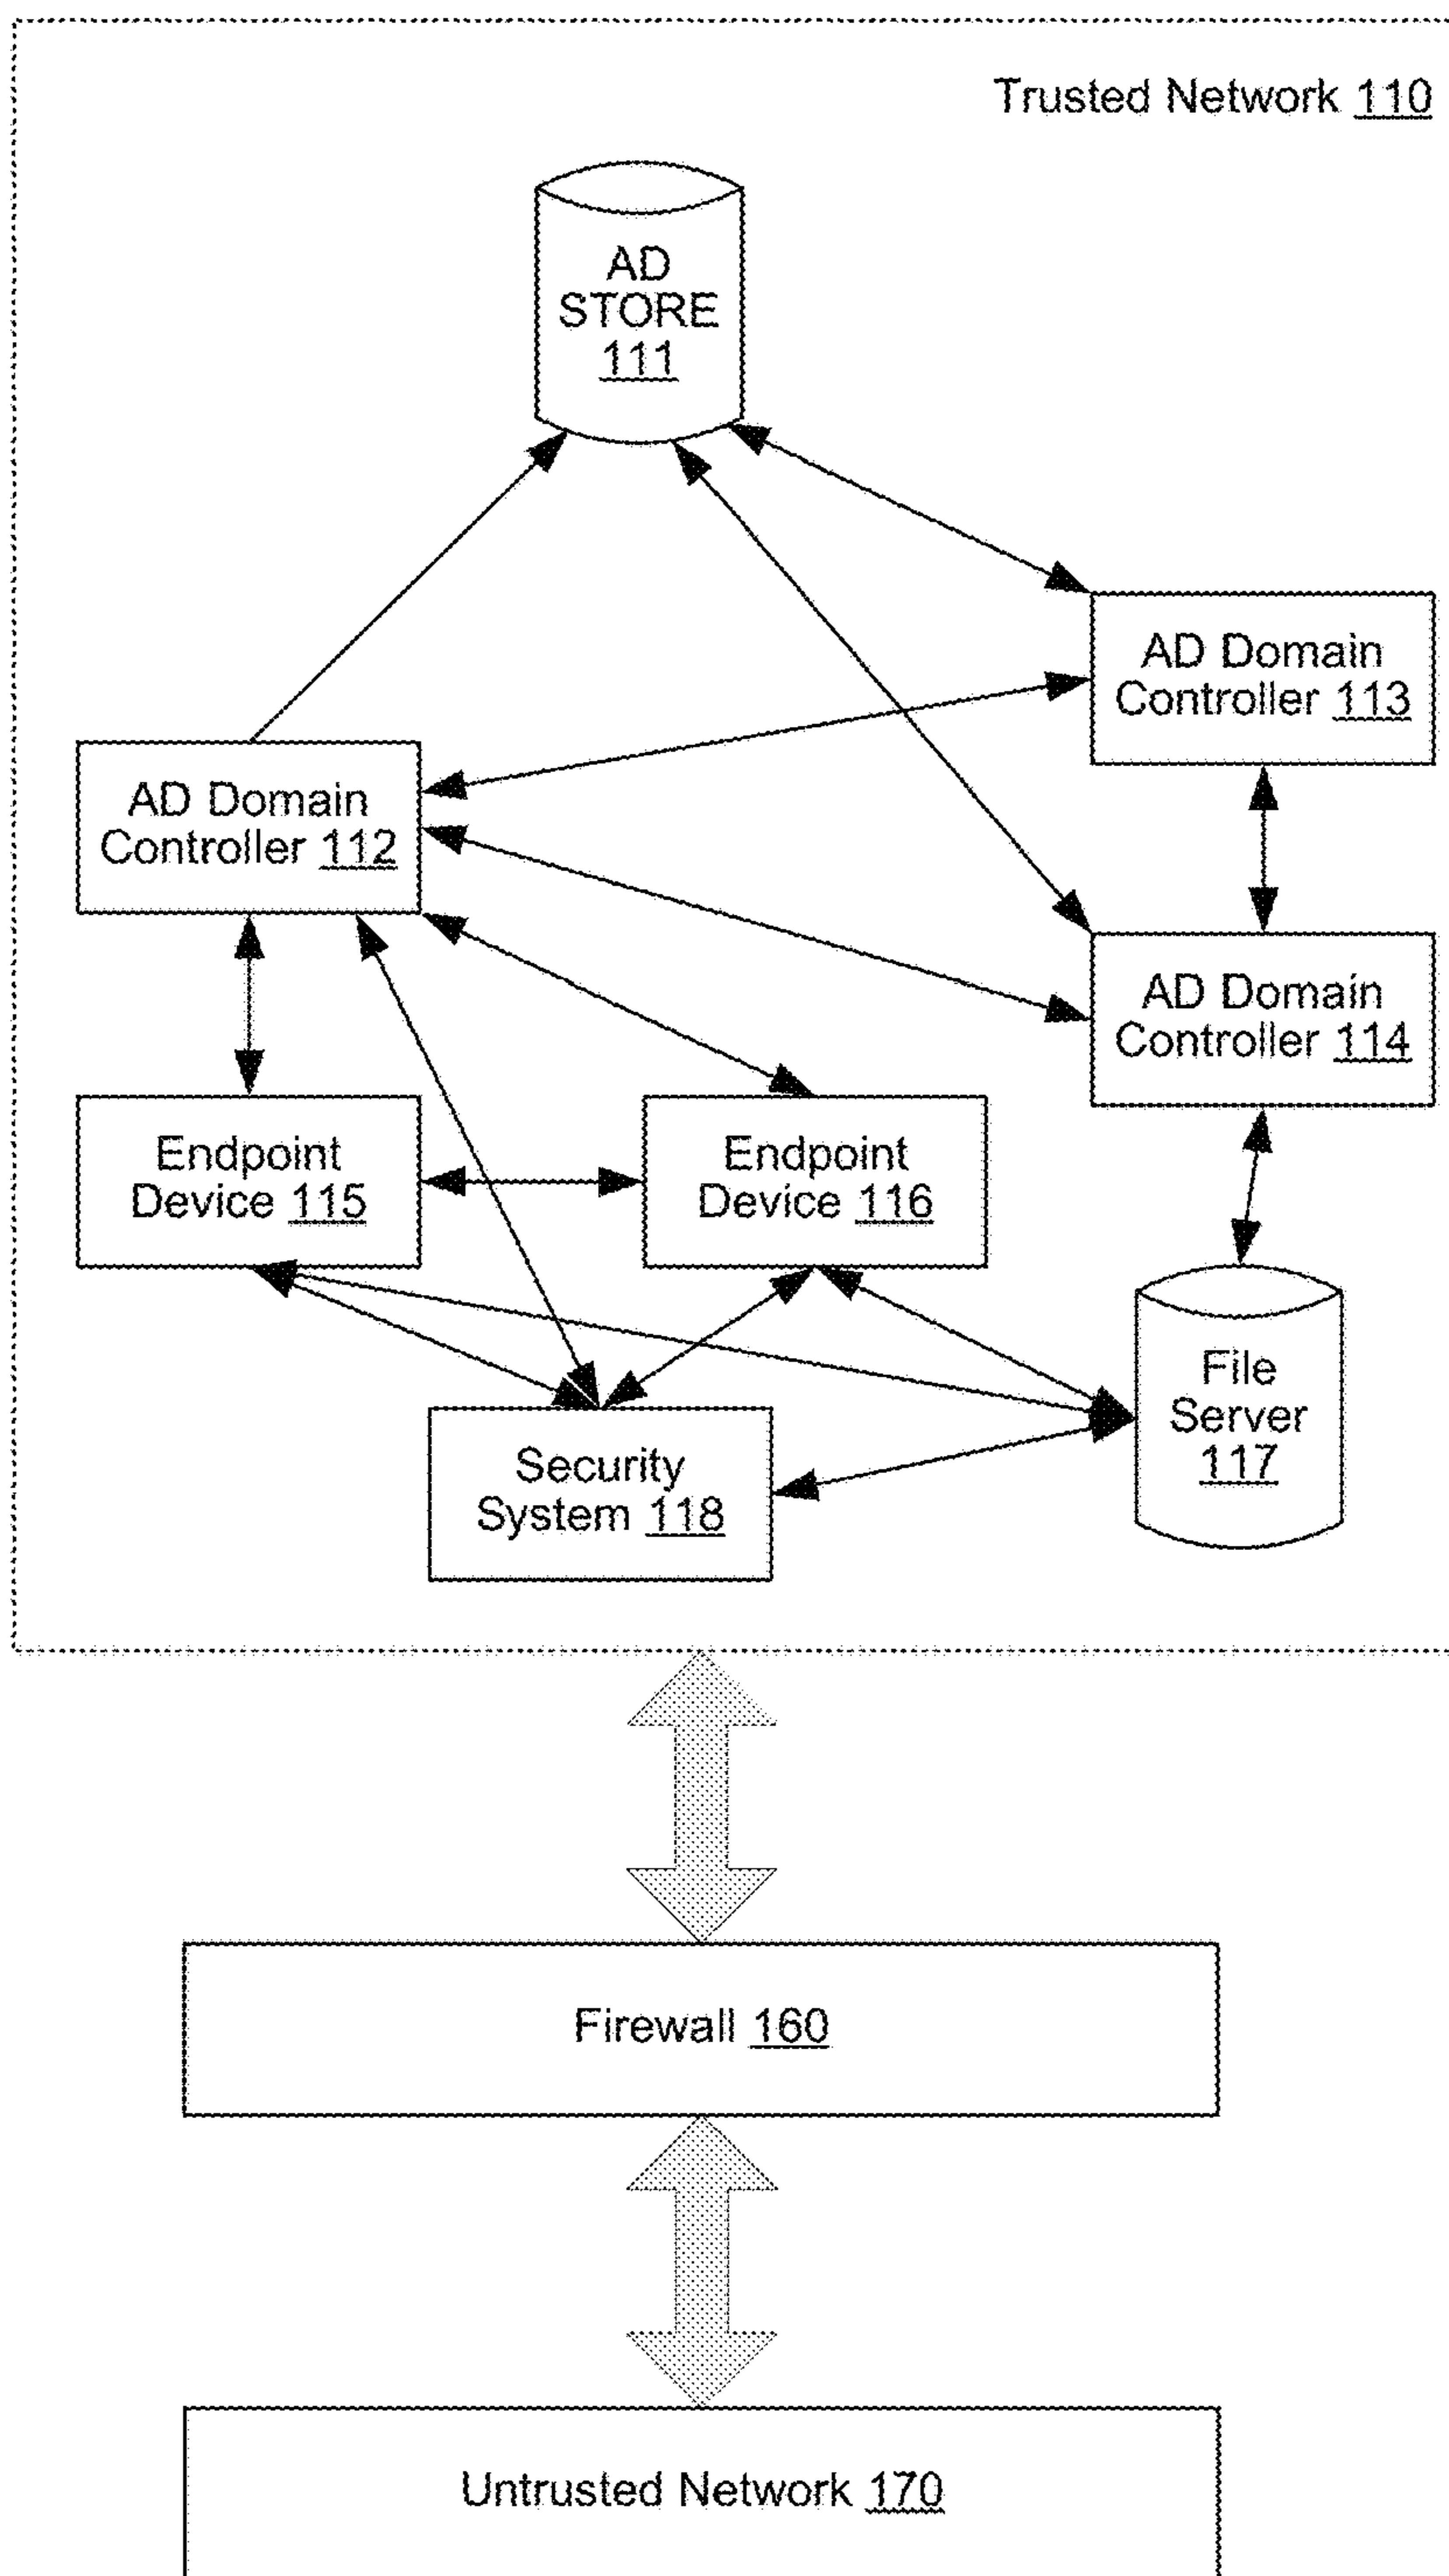 Trusted Network 110
AD
STORE
111
AD Domain
Controller 113
AD Domain
Controller 112
AD Domain
Controller 114
Endpoint
Device 115
Endpoint
Device 116
File
Server
117
Security
System 118
Firewall 160
Untrusted Network 170